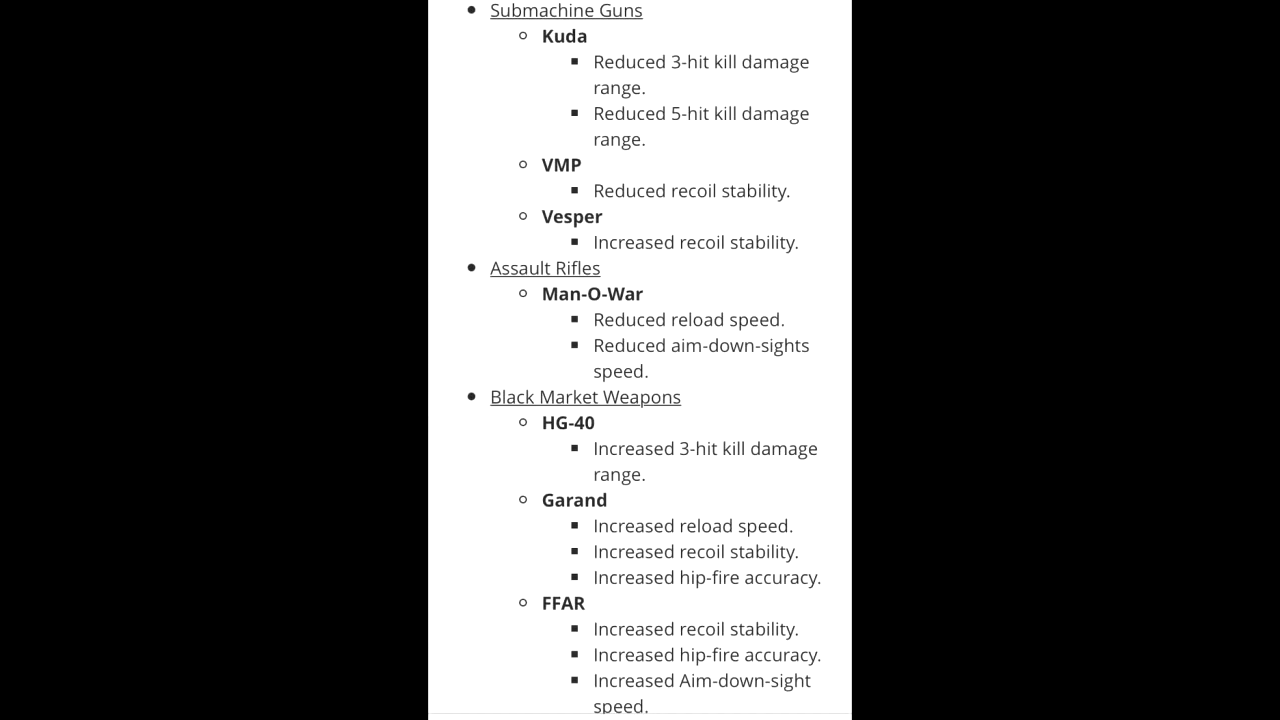 Submachine Guns
Kuda
Reduced 3-hit kill damage
range.
Reduced 5-hit kill damage
range.
VMP
Reduced recoil stability.
Vesper
Increased recoil stability.
Assault Rifles
Man-O-War
Reduced reload speed.
Reduced aim-down-sights
speed.
Black Market Weapons
HG-40
Increased 3-hit kill damage
range.
Garand
Increased reload speed.
Increased recoil stability.
Increased hip-fire accuracy.
FFAR
Increased recoil stability.
Increased hip-fire accuracy.
Increased Aim-down-sight
speed.